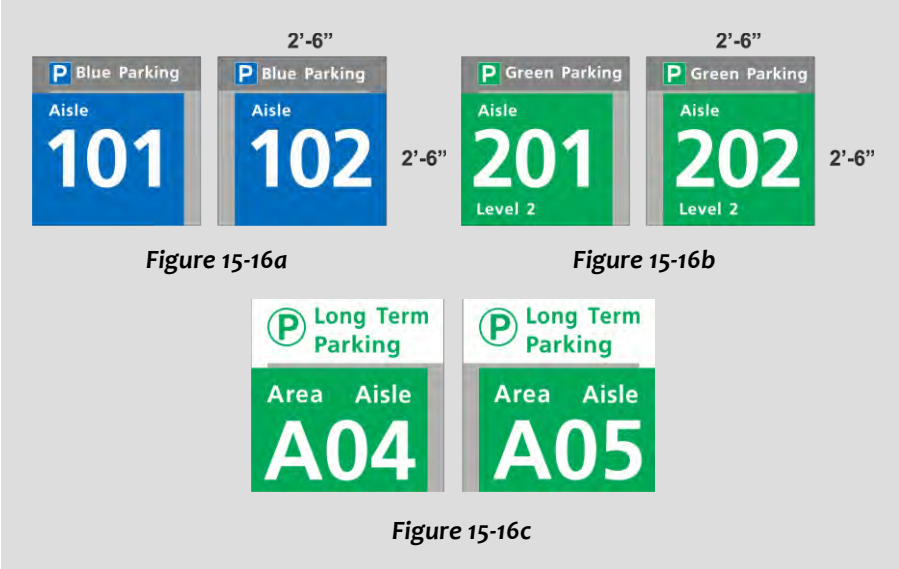 2’-6”
2’-6”
P Blue Parking
P Blue Parking
P Green Parking
P Green Parking
Aisle
101
Aisle
102
2’-6”
Aisle
201
Level 2
Aisle
202
Level 2
2’-6”
Figure 15-16a
Figure 15-16b
P Long Term
Parking
Area Aisle
A04
P Long Term
Parking
Area Aisle
A05
Figure 15-16c